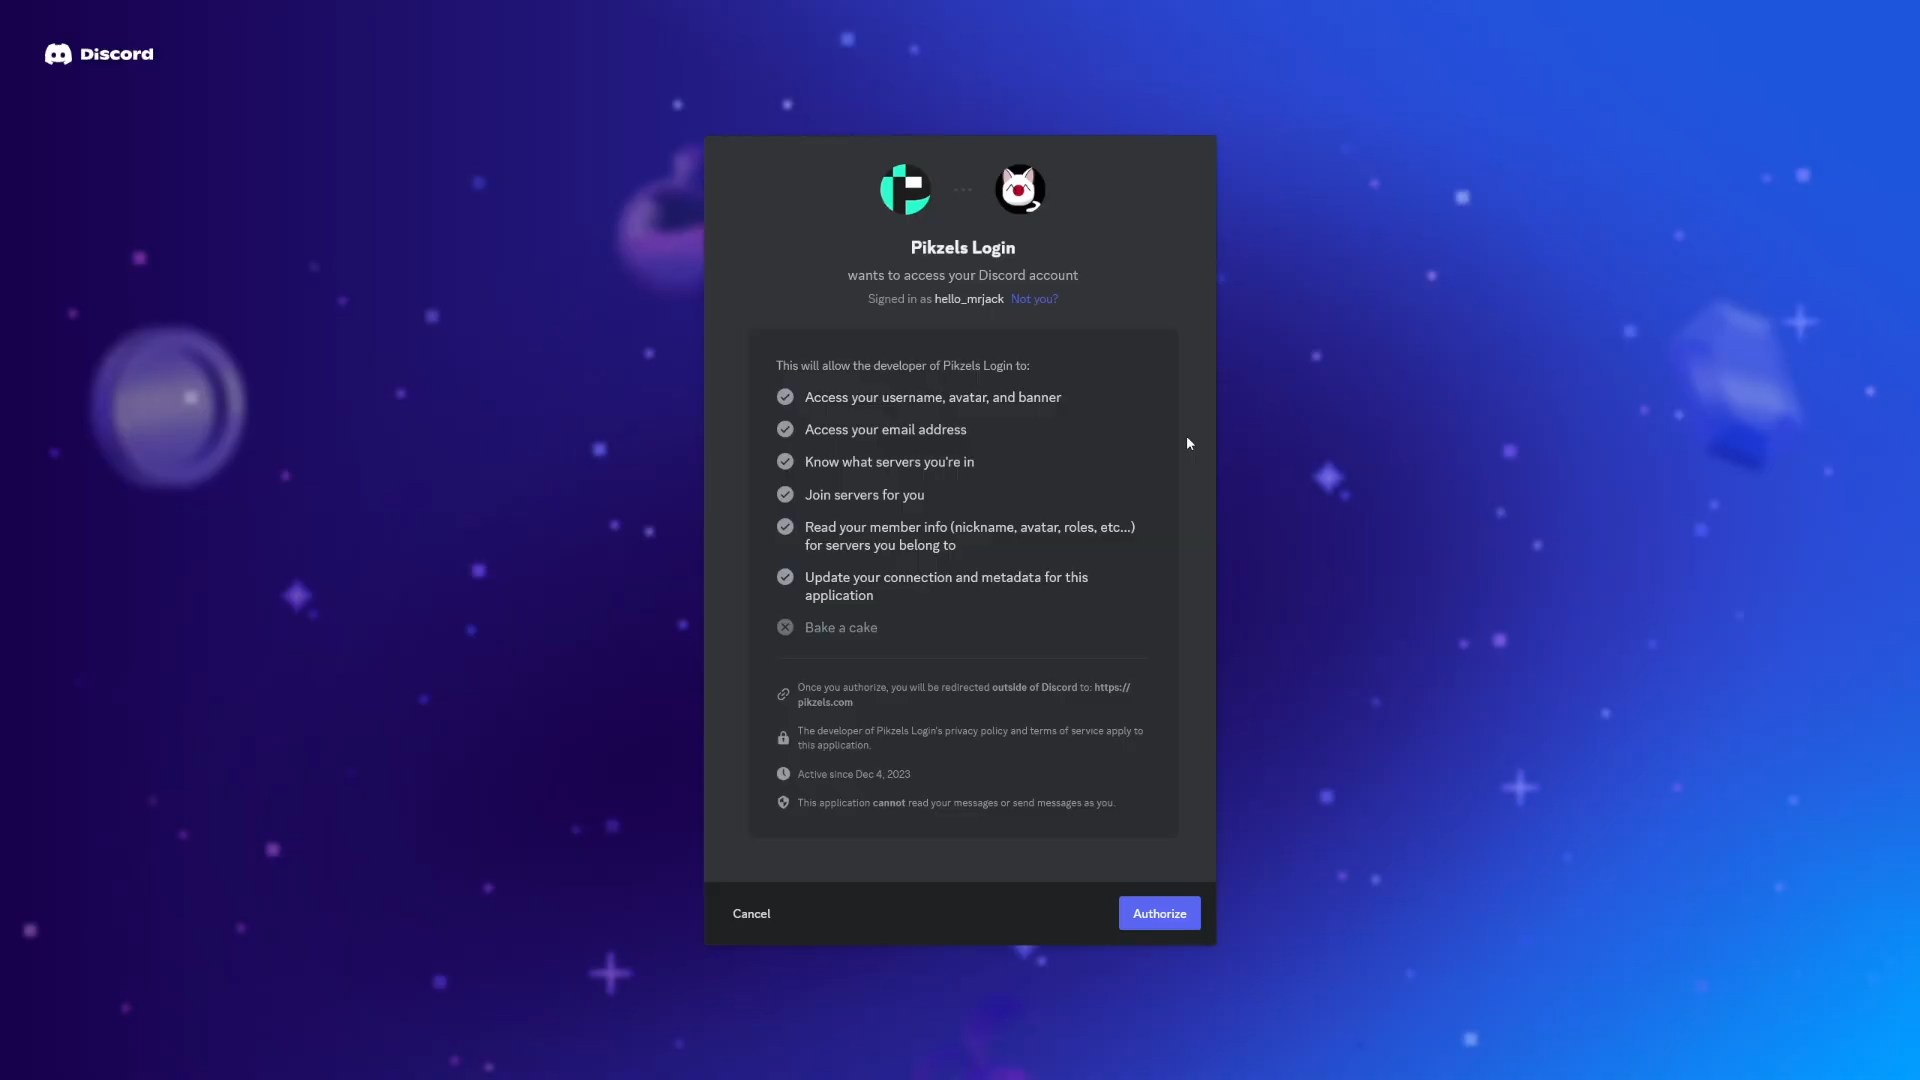 Discord
Pikzels Login
wants to access your Discord account
Signed in as hello_mrjack Not you?
This will allow the developer of Pikzels Login to:
Access your username, avatar, and banner
Access your email address
Know what servers you're in
Join servers for you
Read your member info (nickname, avatar, roles, etc...)
for servers you belong to
Update your connection and metadata for this
application
Bake a cake
Once you authorize, you will be redirected outside of Discord to: https://
pikzels.com
The developer of Pikzels Login's privacy policy and terms of service apply to
this application.
Active since Dec 4, 2023
This application cannot read your messages or send messages as you.
Cancel
Authorize